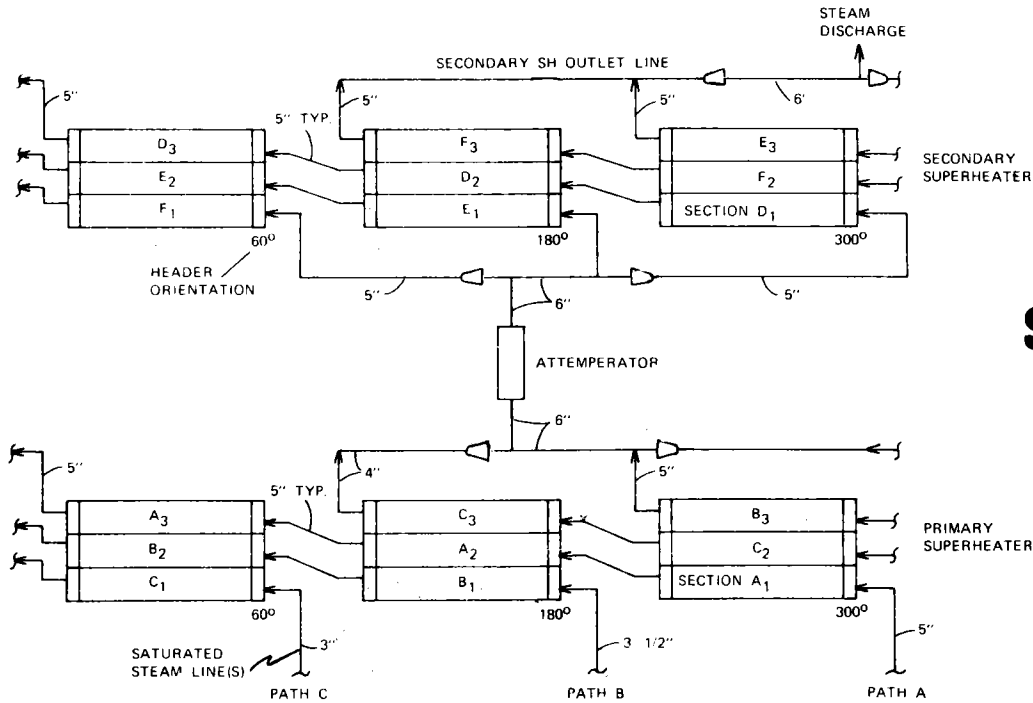 STEAM
DISCHARGE
SECONDARY SH OUTLET LINE
6'
5"
5" TYP.
5"
5"
D3
E2
F1
F3
D2
E1
E3
F2
SECTION D1
SECONDARY
SUPERHEATER
60°
180°
300°
HEADER
ORIENTATION
5"
6"
5"
ATTEMPERATOR
6"
5"
5" TYP.
4"
5"
A3
B2
C1
C3
A2
B1
B3
C2
SECTION A1
PRIMARY
SUPERHEATER
60°
180°
300°
SATURATED
STEAM LINE(S)
3"
3 1/2"
5"
PATH C
PATH B
PATH A